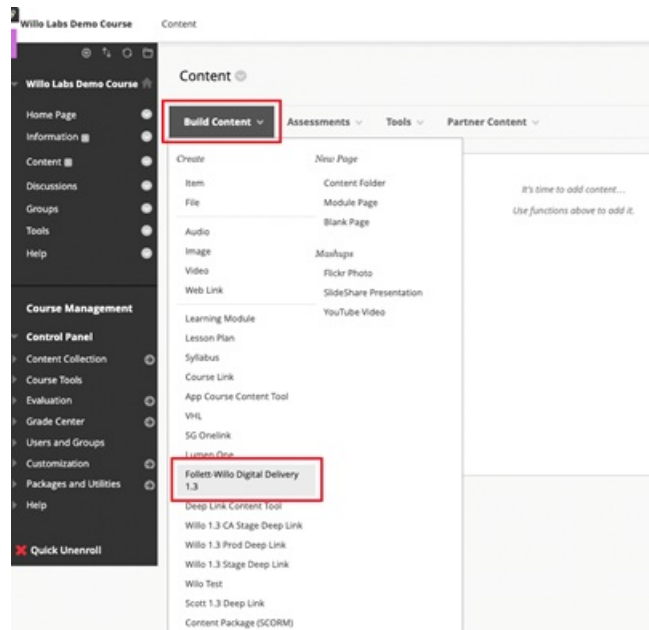 Willo Labs Demo Course
Content
Willo Labs Demo Course
Home Page
Information
Content
Discussions
Groups
Tools
Help
Course Management
Control Panel
Content Collection
Course Tools
Evaluation
Grade Center
Users and Groups
Customization
Packages and Utilities
Help
Quick Unenroll
Content
Build Content
Assessments
Tools
Partner Content
Create
Item
File
Audio
Image
Video
Web Link
Learning Module
Lesson Plan
Syllabus
Course Link
App Course Content Tool
VHL
SG Onelink
Lumen One
Follett-Willo Digital Delivery
1.3
Deep Link Content Tool
Willo 1.3 CA Stage Deep Link
Willo 1.3 Prod Deep Link
Willo 1.3 Stage Deep Link
Wilo Test
Scott 1.3 Deep Link
Content Package (SCORM)
New Page
Content Folder
Module Page
Blank Page
Mashups
Flickr Photo
SlideShare Presentation
YouTube Video
It's time to add content...
Use functions above to add it.